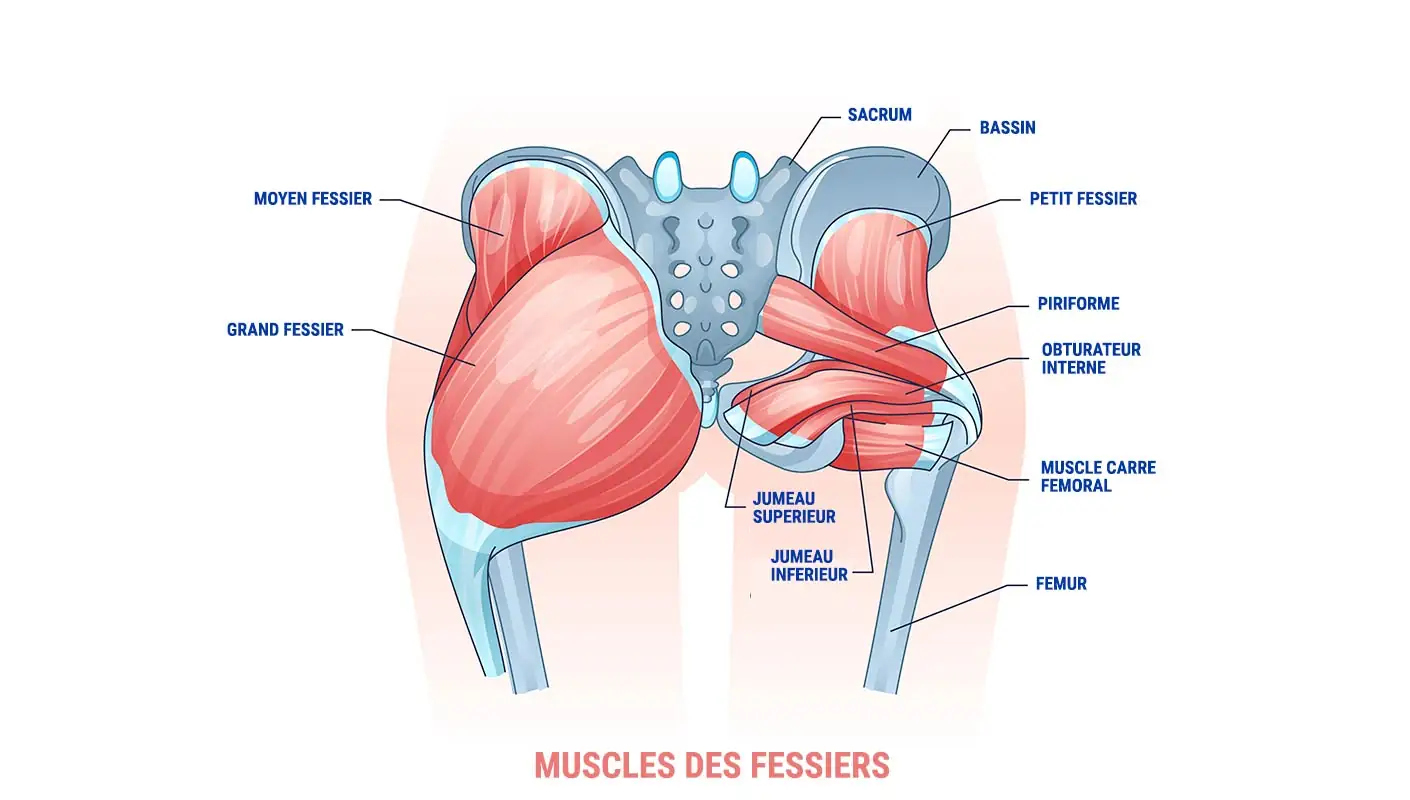 SACRUM
BASSIN
MOYEN FESSIER
PETIT FESSIER
PIRIFORME
GRAND FESSIER
OBTURATEUR
INTERNE
MUSCLE CARRE
FEMORAL
JUMEAU
SUPERIEUR
JUMEAU
INFERIEUR
FEMUR
MUSCLES DES FESSIERS